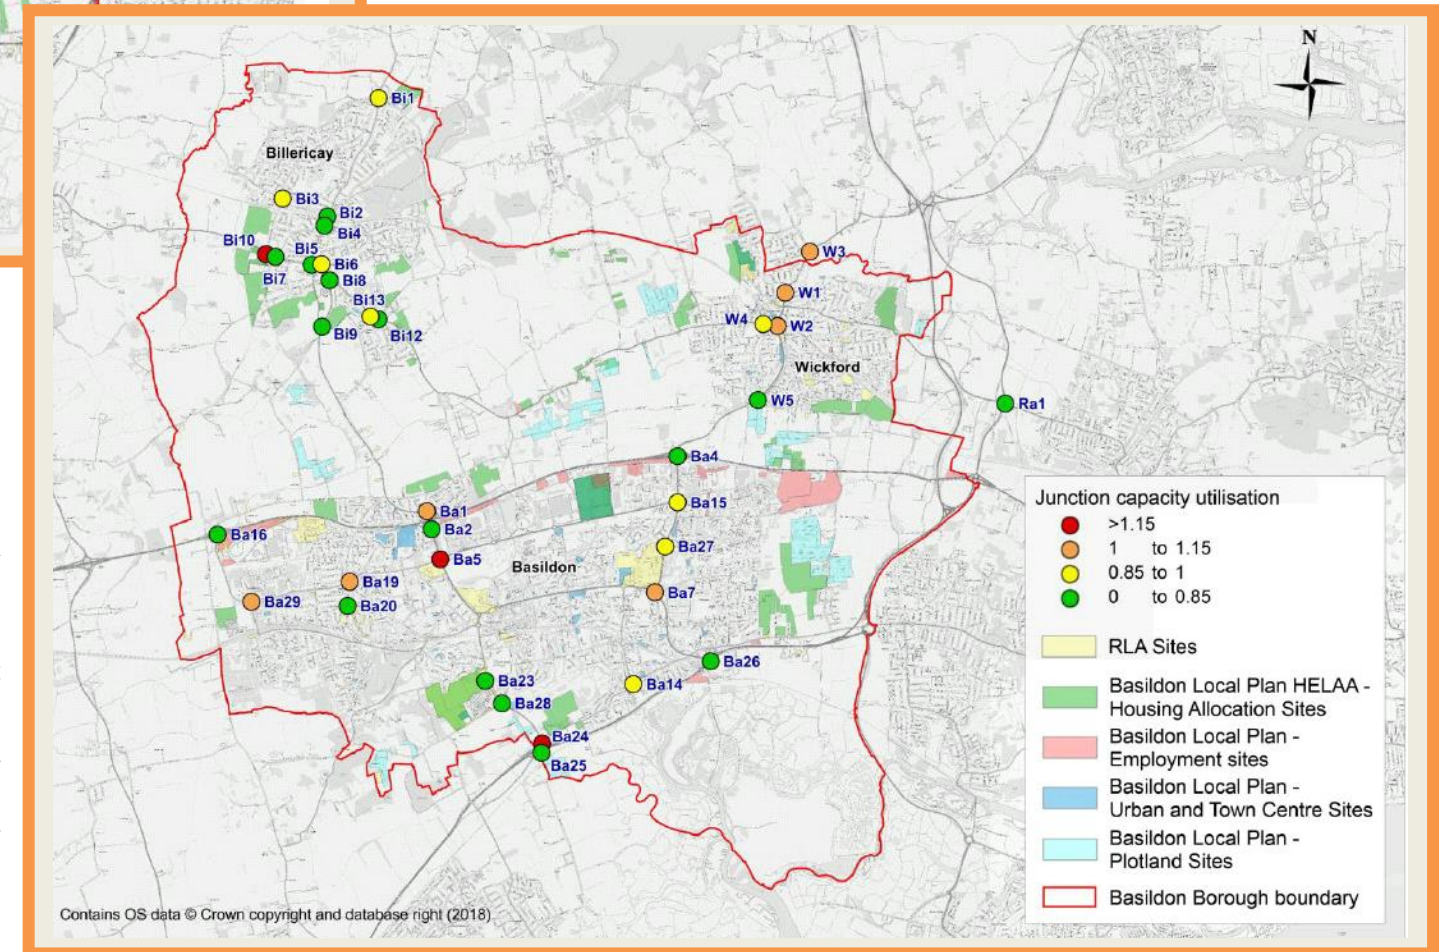 N
Bi1
Billericay
Bi3
Bi2
Bi4
Bi10
Bi5
Bi6
Bi7
Bi8
Bi13
Bi9
Bi12
W3
W1
W4
W2
Wickford
W5
Ra1
Ba4
Ba15
Ba1
Ba2
Ba16
Ba27
Ba5
Basildon
Ba19
Ba29
Ba20
Ba7
Ba26
Ba23
Ba14
Ba28
Ba24
Ba25
Junction capacity utilisation
>1.15
1 to 1.15
0.85 to 1
0 to 0.85
RLA Sites
Basildon Local Plan HELAA -
Housing Allocation Sites
Basildon Local Plan -
Employment sites
Basildon Local Plan -
Urban and Town Centre Sites
Basildon Local Plan -
Plotland Sites
Basildon Borough boundary
Contains OS data © Crown copyright and database right (2018)